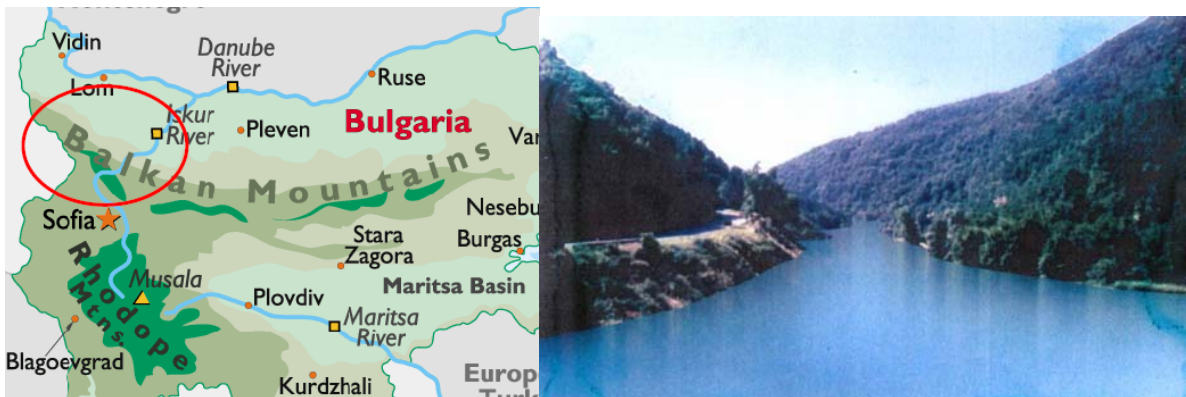 Vidin
Danube
River
Lom
Ruse
Iskur
River
Pleven
Bulgaria
Balkan Mountains
Sofia
Nesebu
Stara
Zagora
Burgas
Rhodope
Mtns.
Musala
Maritsa Basin
Plovdiv
Maritsa
River
Blagoevgrad
Kurdzhali
Europ